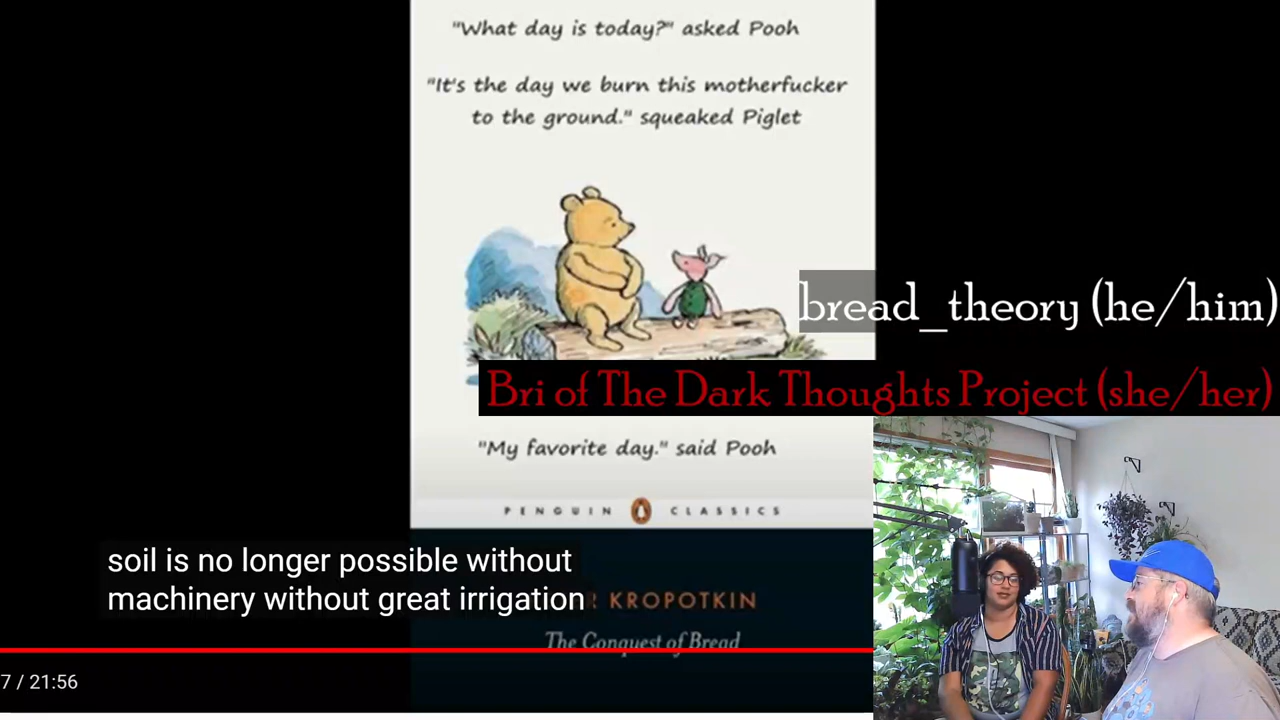 "What day is today?" asked Pooh
"It's the day we burn this motherfucker
to the ground." squeaked Piglet
bread_theory (he/him)
Bri of The Dark Thoughts Project (she/her)
"My favorite day." said Pooh
PENGUIN CLASSICS
soil is no longer possible without
machinery without great irrigation
KROPOTKIN
The Conquest of Bread
7 / 21:56